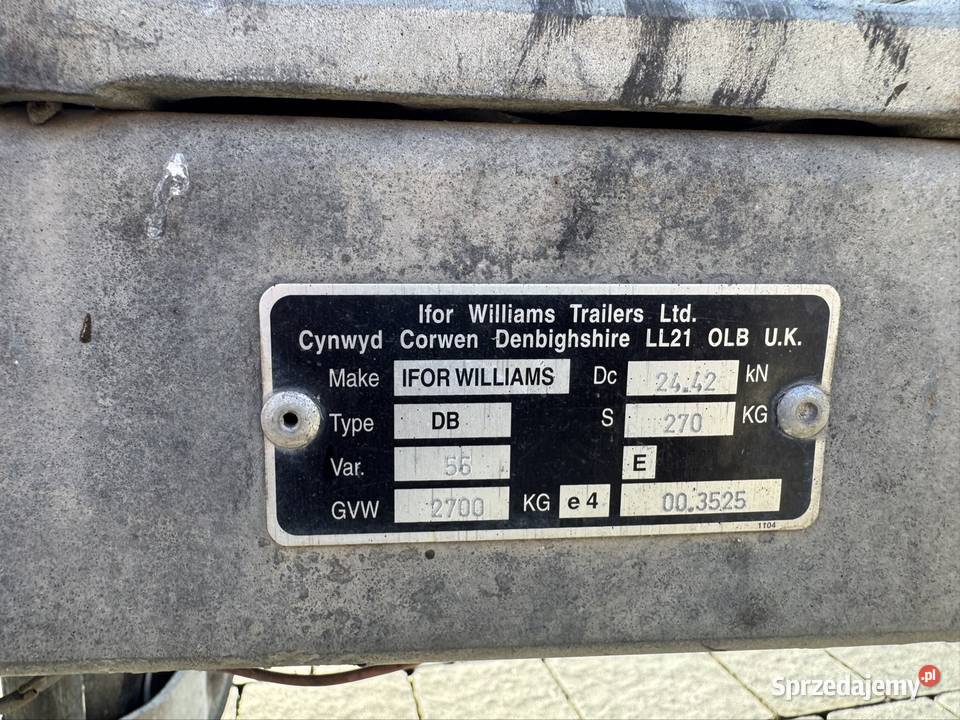 Ifor Williams Trailers Ltd.
Cynwyd Corwen Denbighshire LL21 OLB U.K.
Make IFOR WILLIAMS Dc 24.42 kN
Type DB S 270 KG
Var. 55 E
GVW 2700 KG e4 00.3525
1104
Sprzedajemy.pl